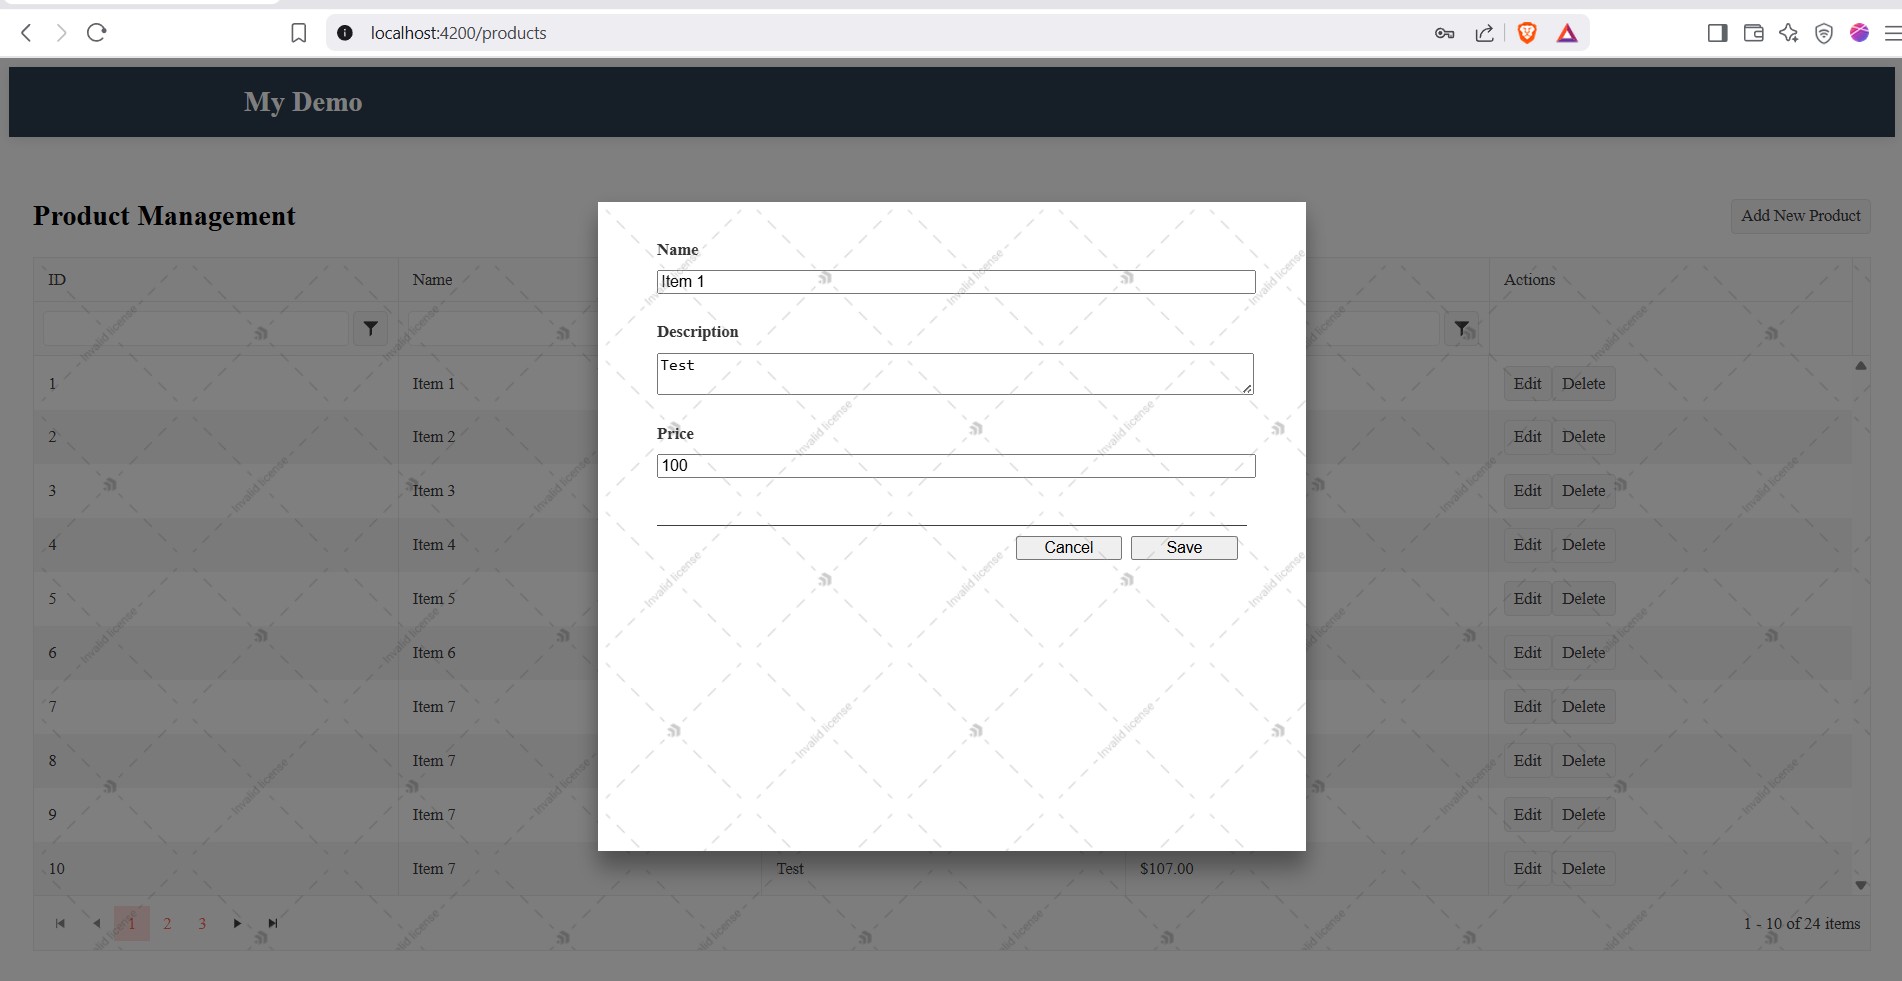 localhost:4200/products
My Demo
Product Management
Add New Product
ID Name Actions
1 Item 1 Edit Delete
2 Item 2 Edit Delete
3 Item 3 Edit Delete
4 Item 4 Edit Delete
5 Item 5 Edit Delete
6 Item 6 Edit Delete
7 Item 7 Edit Delete
8 Item 7 Edit Delete
9 Item 7 Edit Delete
10 Item 7 Test $107.00 Edit Delete
1 2 3 1 - 10 of 24 items
Name
Item 1
Description
Test
Price
100
Cancel Save
Invalid license